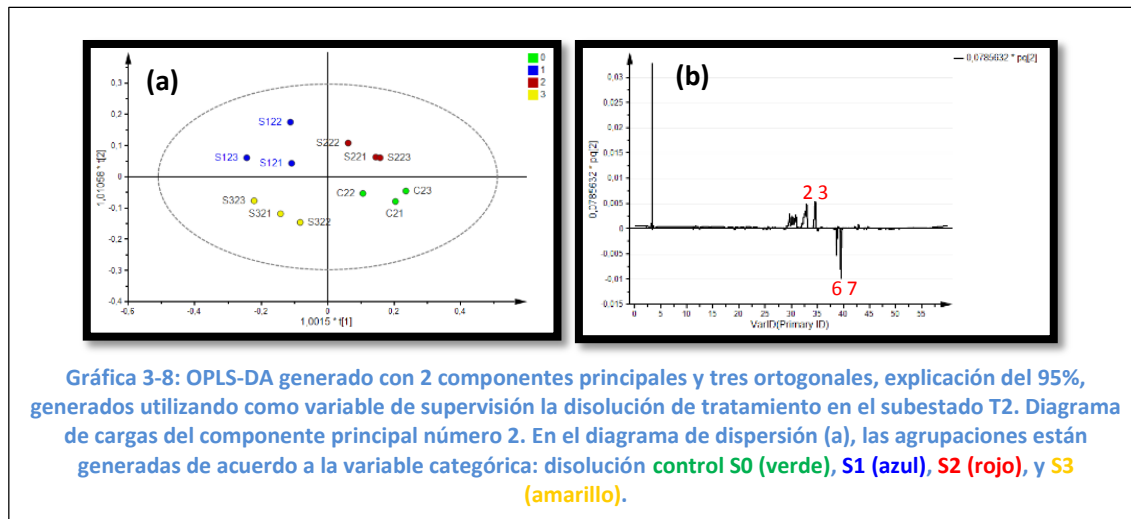 (a)
0
1
2
3
0,3
0,2
0,1
0
-0,1
-0,2
-0,3
-0,4
1,01058 * t[2]
S122
S123
S121
S222
S221
S223
C22
C23
C21
S323
S321
S322
-0,4
-0,2
0
0,2
0,4
1,0015 * t[1]
(b)
0,0785632 * pq[2]
0,03
0,025
0,02
0,015
0,01
0,005
0
-0,005
-0,01
0,015
0,0785632 * pq[2]
2 3
6 7
0 5 10 15 20 25 30 35 40 45 50 55
VarID(Primary ID)
Gráfica 3-8: OPLS-DA generado con 2 componentes principales y tres ortogonales, explicación del 95%,
generados utilizando como variable de supervisión la disolución de tratamiento en el subestado T2. Diagrama
de cargas del componente principal número 2. En el diagrama de dispersión (a), las agrupaciones están
generadas de acuerdo a la variable categórica: disolución control S0 (verde), S1 (azul), S2 (rojo), y S3
(amarillo).